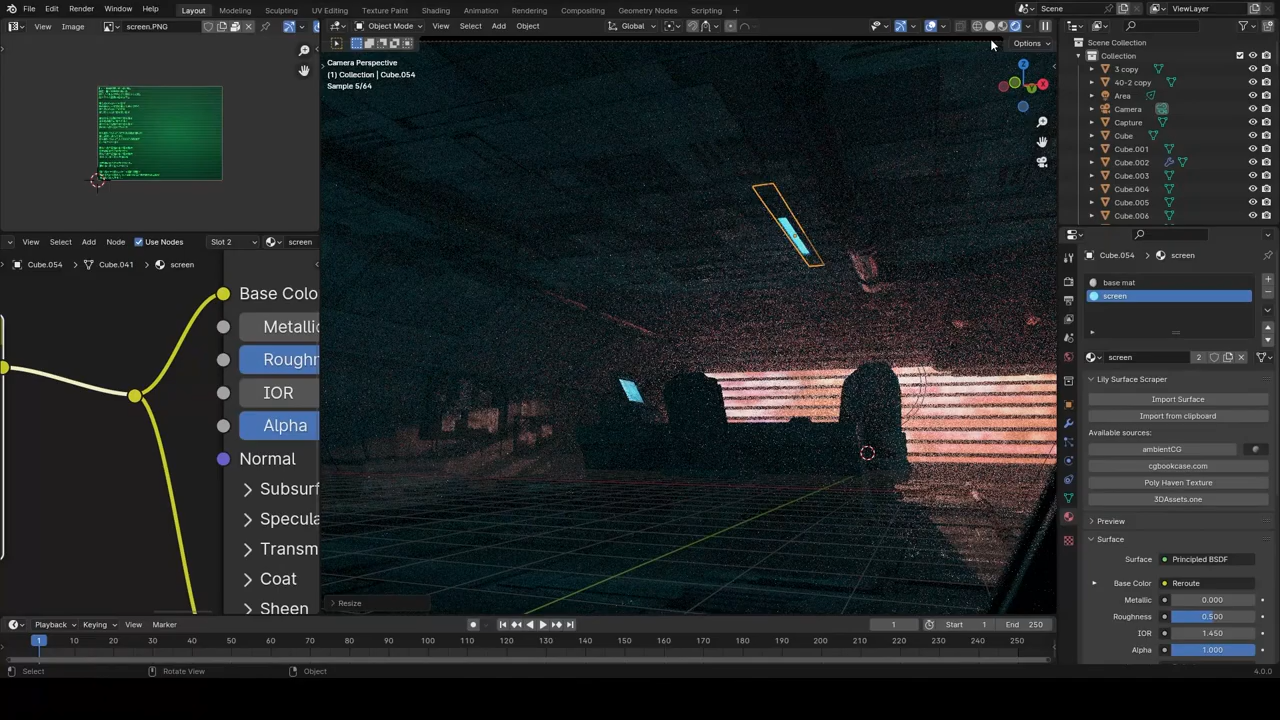 File Edit Render Window Help Layout Modeling Sculpting UV Editing Texture Paint Shading Animation Rendering Compositing Geometry Nodes Scripting + Scene ViewLayer
View Image screen.PNG Object Mode View Select Add Object Global
Options
Scene Collection
Camera Perspective
(1) Collection | Cube.054
Sample 5/64
Collection
3 copy
40-2 copy
Area
Camera
Capture
Cube
Cube.001
Cube.002
Cube.003
Cube.004
Cube.005
Cube.006
View Select Add Node Use Nodes Slot 2 screen
Cube.054 > Cube.041 > screen
Base Colo
Metallic
Roughn
IOR
Alpha
Normal
Subsurf
Specula
Transm
Coat
Sheen
Cube.054 > screen
base mat
screen
screen 2
Lily Surface Scraper
Import Surface
Import from clipboard
Available sources:
ambientCG
cgbookcase.com
Poly Haven Texture
3DAssets.one
Preview
Surface
Surface Principled BSDF
Base Color Reroute
Metallic 0.000
Roughness 0.500
IOR 1.450
Alpha 1.000
Resize
Playback Keying View Marker 1 Start 1 End 250
1 10 20 30 40 50 60 70 80 90 100 110 120 130 140 150 160 170 180 190 200 210 220 230 240 250
Select Rotate View Object 4.0.0